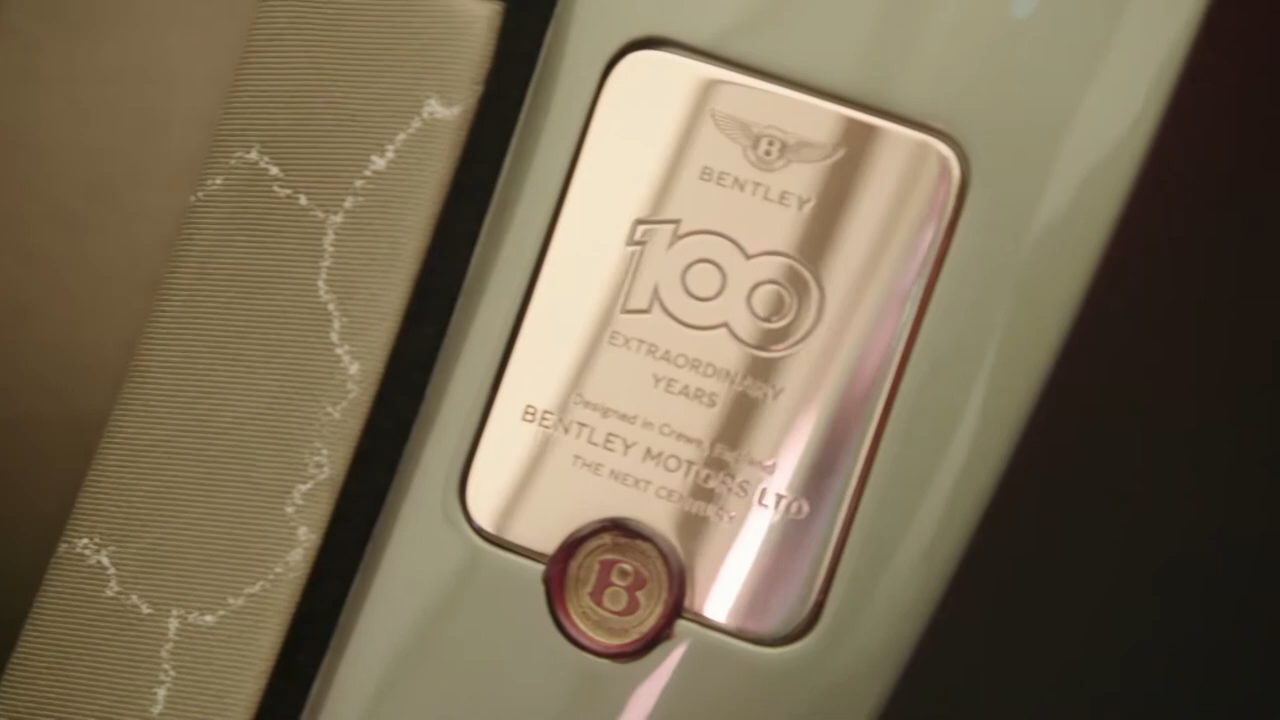 B
BENTLEY
100
EXTRAORDINARY
YEARS
Designed in Crewe, England
BENTLEY MOTORS LTD
THE NEXT CENTURY
B